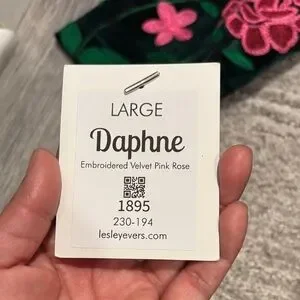 LARGE
Daphne
Embroidered Velvet Pink Rose
1895
230-194
lesleyevers.com